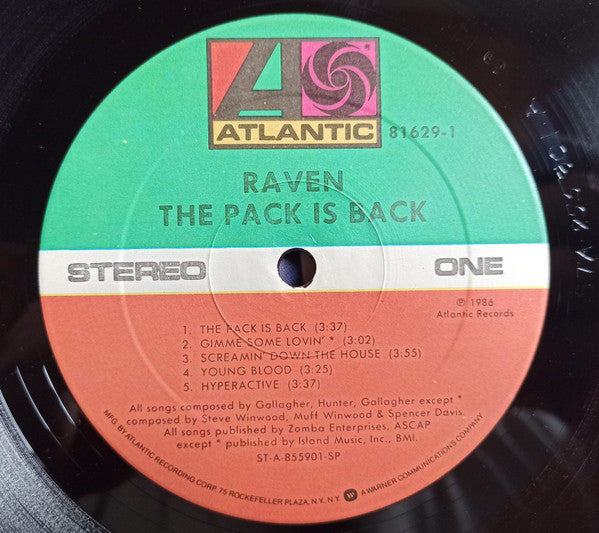 ATLANTIC
81629-1
RAVEN
THE PACK IS BACK
STEREO
ONE
℗ 1986
Atlantic Records
1. THE PACK IS BACK (3:37)
2. GIMME SOME LOVIN' * (3:02)
3. SCREAMIN' DOWN THE HOUSE (3:55)
4. YOUNG BLOOD (3:25)
5. HYPERACTIVE (3:37)
All songs composed by Gallagher, Hunter, Gallagher except *
composed by Steve Winwood, Muff Winwood & Spencer Davis.
All songs published by Zomba Enterprises, ASCAP
except * published by Island Music, Inc., BMI.
ST-A-855901-SP
MFG. BY ATLANTIC RECORDING CORP. 75 ROCKEFELLER PLAZA, N.Y. N.Y. A WARNER COMMUNICATIONS COMPANY